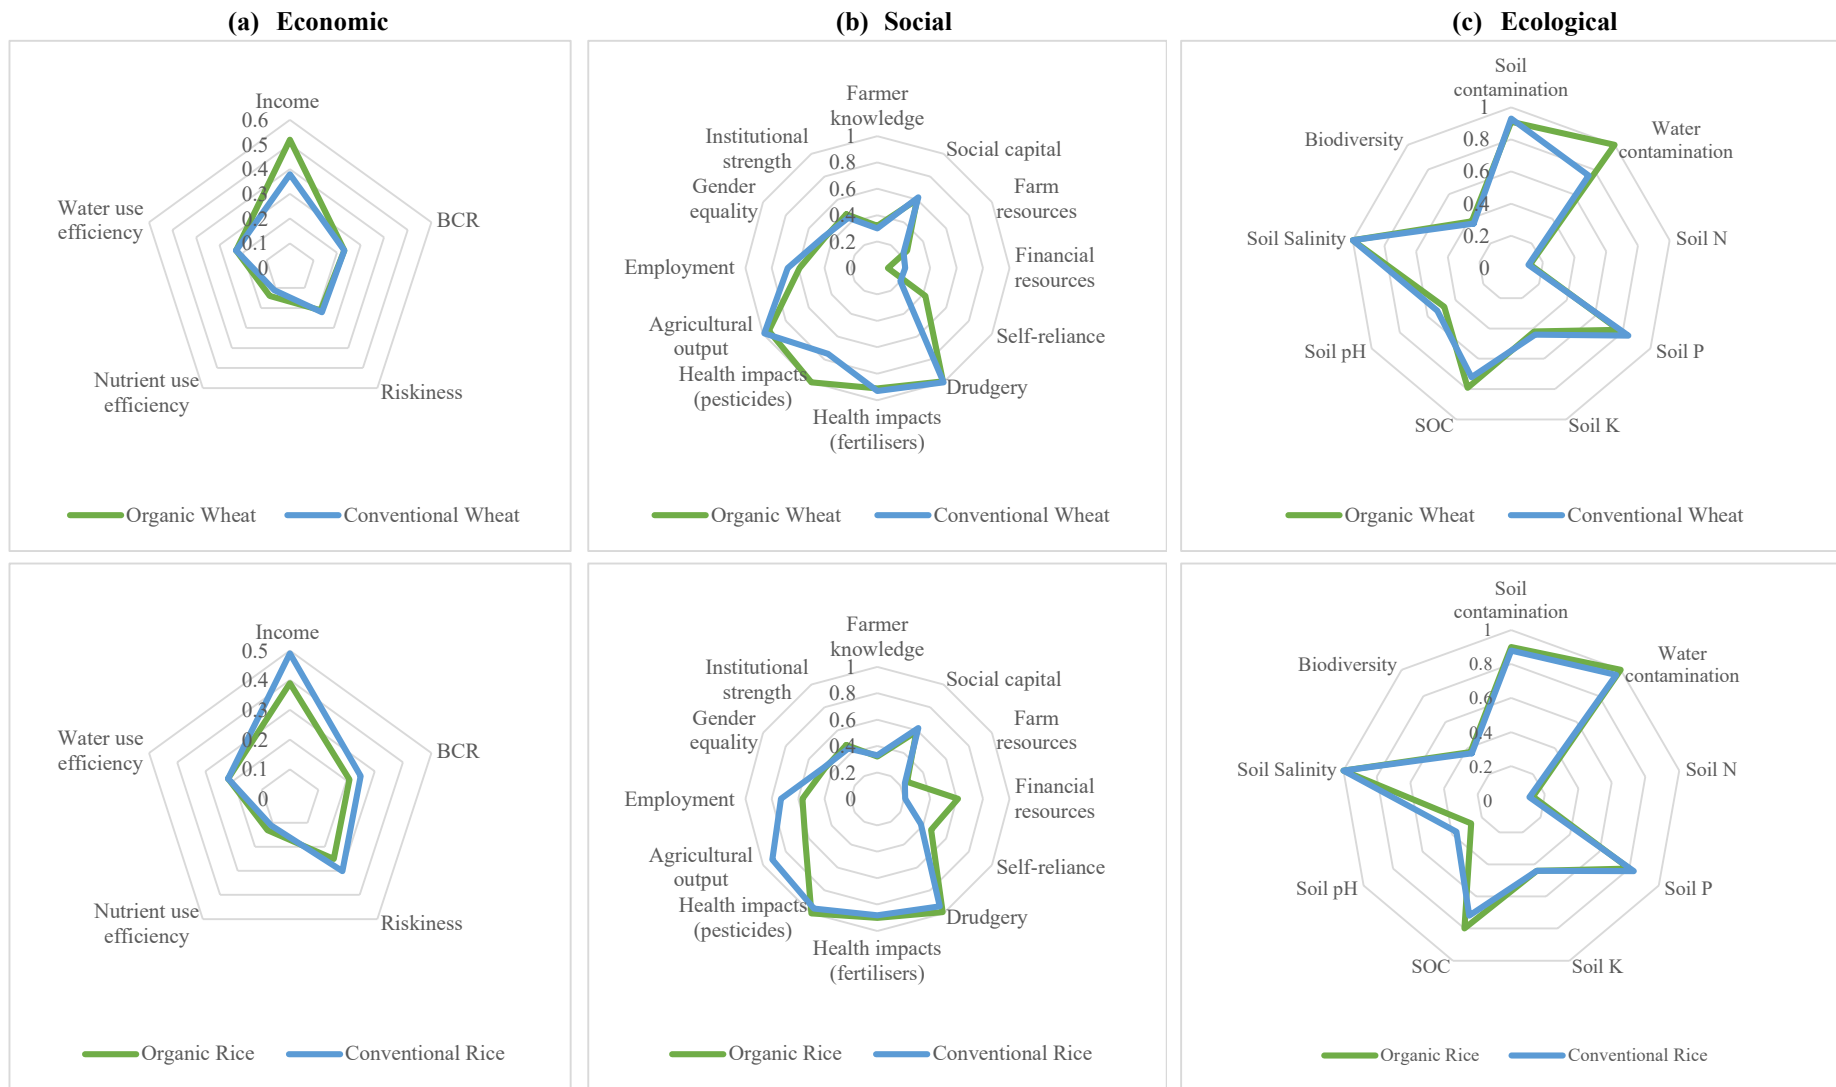 (a) Economic
(b) Social
(c) Ecological
Income
0.6
0.5
0.4
0.3
0.2
0.1
0
BCR
Riskiness
Nutrient use
efficiency
Water use
efficiency
Organic Wheat
Conventional Wheat
Farmer
knowledge
1
0.8
0.6
0.4
0.2
0
Social capital
Farm
resources
Financial
resources
Self-reliance
Drudgery
Health impacts
(fertilisers)
Health impacts
(pesticides)
Agricultural
output
Employment
Gender
equality
Institutional
strength
Organic Wheat
Conventional Wheat
Soil
contamination
1
0.8
0.6
0.4
0.2
0
Water
contamination
Soil N
Soil P
Soil K
SOC
Soil pH
Soil Salinity
Biodiversity
Organic Wheat
Conventional Wheat
Income
0.5
0.4
0.3
0.2
0.1
0
BCR
Riskiness
Nutrient use
efficiency
Water use
efficiency
Organic Rice
Conventional Rice
Farmer
knowledge
1
0.8
0.6
0.4
0.2
0
Social capital
Farm
resources
Financial
resources
Self-reliance
Drudgery
Health impacts
(fertilisers)
Health impacts
(pesticides)
Agricultural
output
Employment
Gender
equality
Institutional
strength
Organic Rice
Conventional Rice
Soil
contamination
1
0.8
0.6
0.4
0.2
0
Water
contamination
Soil N
Soil P
Soil K
SOC
Soil pH
Soil Salinity
Biodiversity
Organic Rice
Conventional Rice